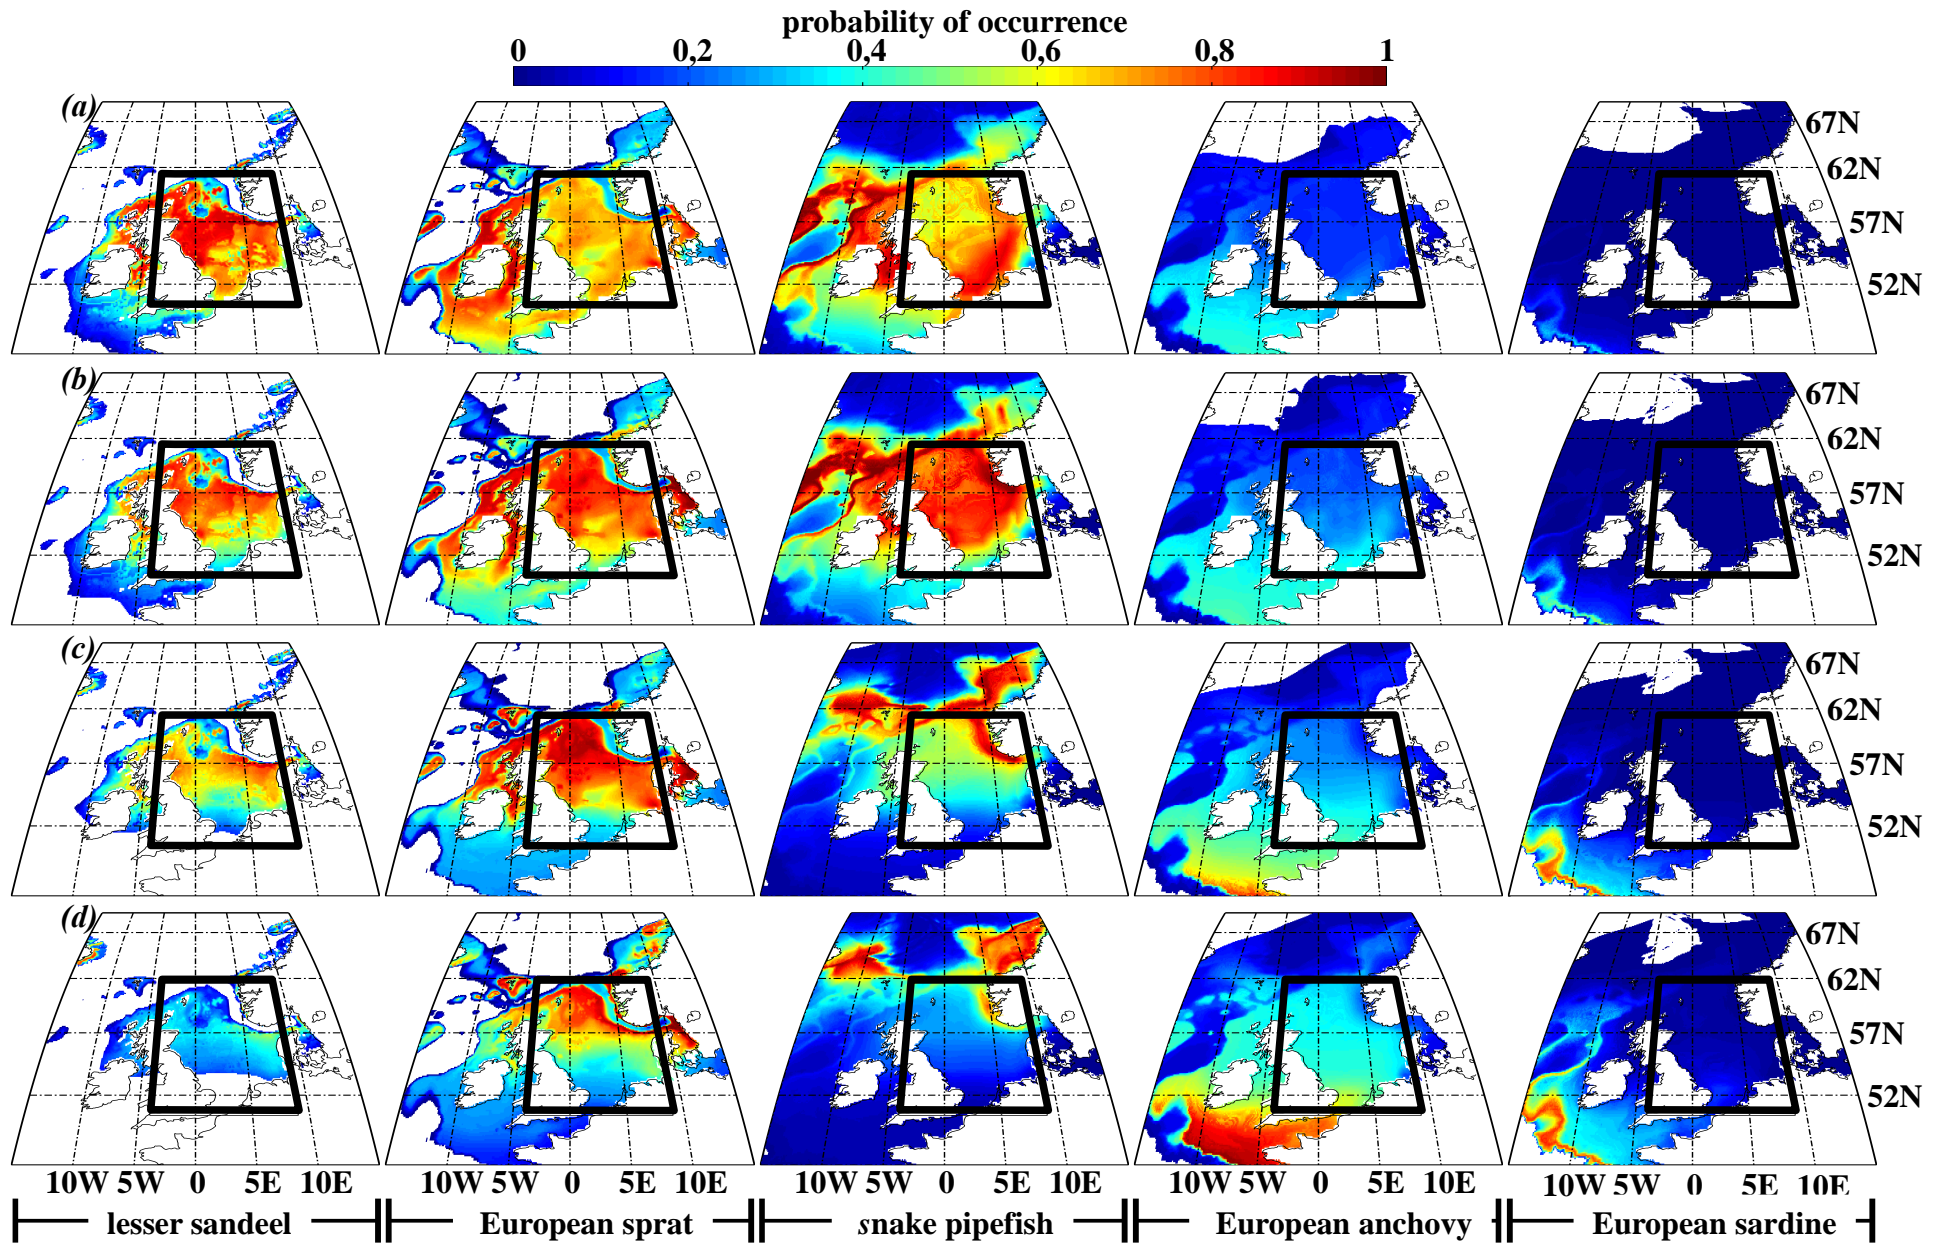 probability of occurrence
0 0,2 0,4 0,6 0,8 1
(a)
67N
62N
57N
52N
(b)
67N
62N
57N
52N
(c)
67N
62N
57N
52N
(d)
67N
62N
57N
52N
10W 5W 0 5E 10E 10W 5W 0 5E 10E 10W 5W 0 5E 10E 10W 5W 0 5E 10E 10W 5W 0 5E 10E
lesser sandeel European sprat snake pipefish European anchovy European sardine